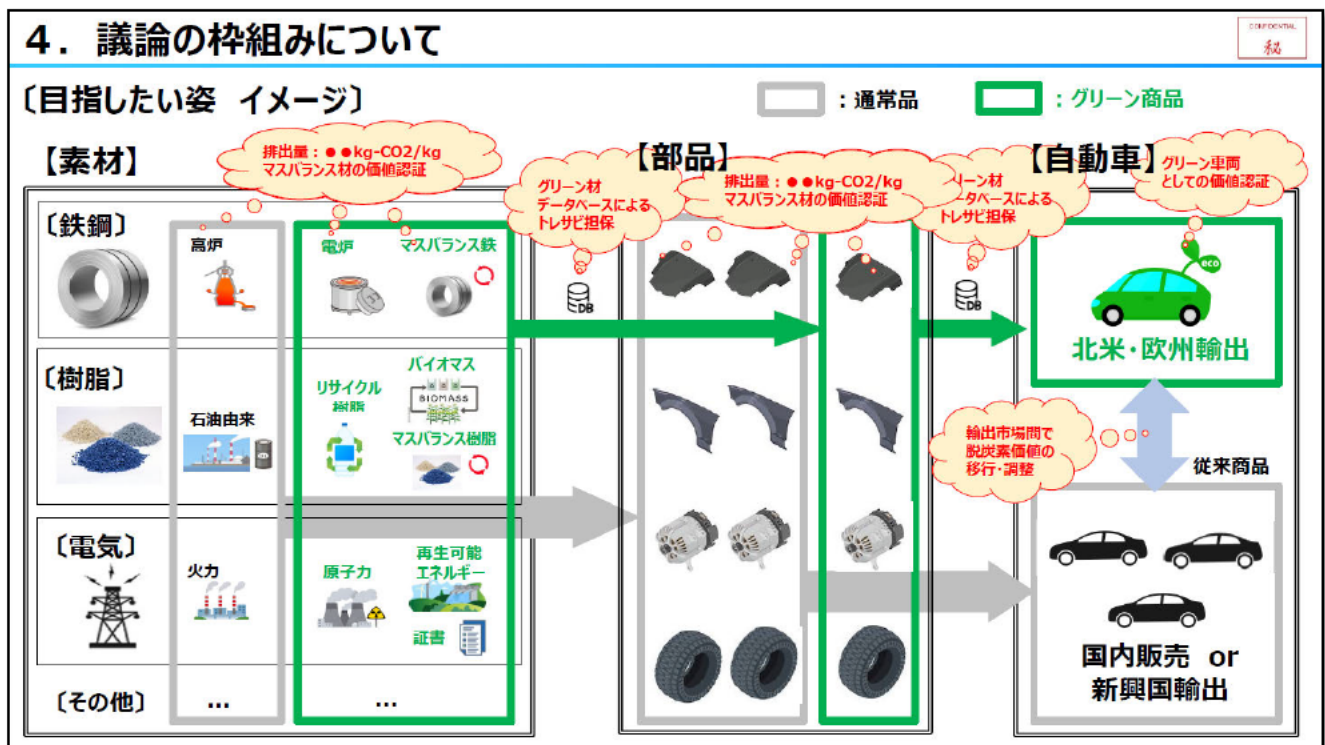 ４．議論の枠組みについて
CONFIDENTIAL
秘
〔目指したい姿 イメージ〕
：通常品
：グリーン商品
【素材】
排出量：●●kg-CO2/kg
マスバランス材の価値認証
グリーン材
データベースによる
トレサビ担保
【部品】
排出量：●●kg-CO2/kg
マスバランス材の価値認証
リーン材
ータベースによる
トレサビ担保
【自動車】
グリーン車両
としての価値認証
〔鉄鋼〕
高炉
電炉
マスバランス鉄
DB
DB
eco
北米・欧州輸出
〔樹脂〕
石油由来
リサイクル
樹脂
バイオマス
BIOMASS
マスバランス樹脂
輸出市場間で
脱炭素価値の
移行・調整
従来商品
〔電気〕
火力
原子力
再生可能
エネルギー
証書
国内販売 or
新興国輸出
〔その他〕
…
…